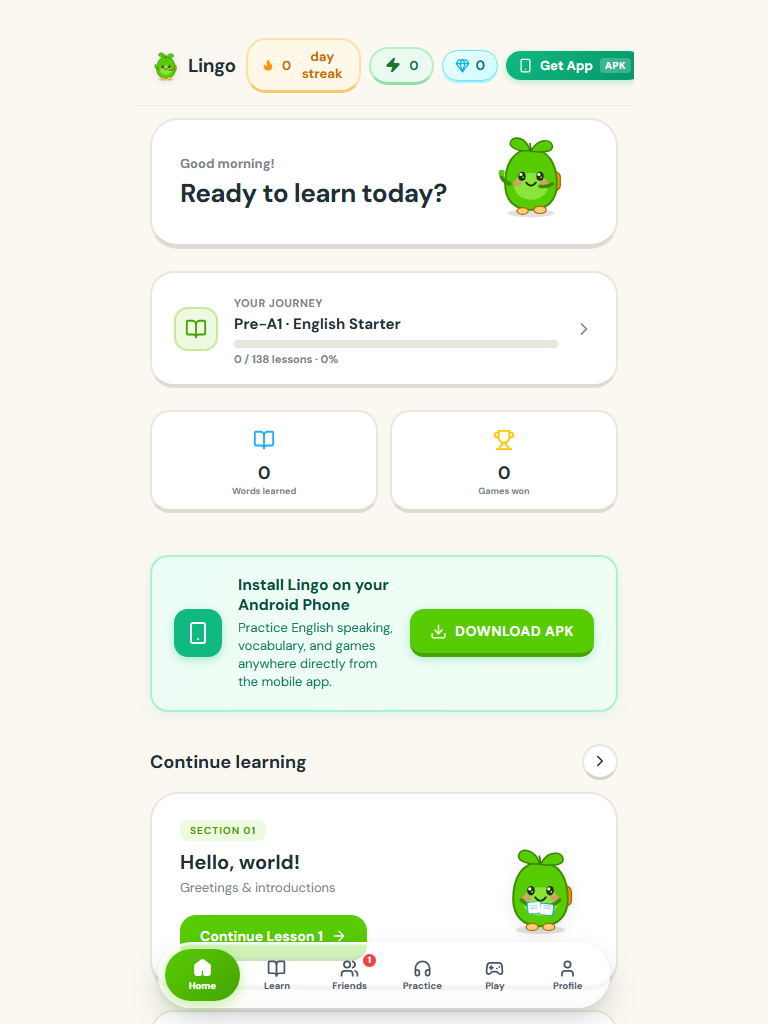 Lingo
0 day streak
0
0
Get App APK
Good morning!
Ready to learn today?
YOUR JOURNEY
Pre-A1 · English Starter
0 / 138 lessons · 0%
0
Words learned
0
Games won
Install Lingo on your
Android Phone
Practice English speaking,
vocabulary, and games
anywhere directly from
the mobile app.
DOWNLOAD APK
Continue learning
SECTION 01
Hello, world!
Greetings & introductions
Continue Lesson 1
Home
Learn
1
Friends
Practice
Play
Profile